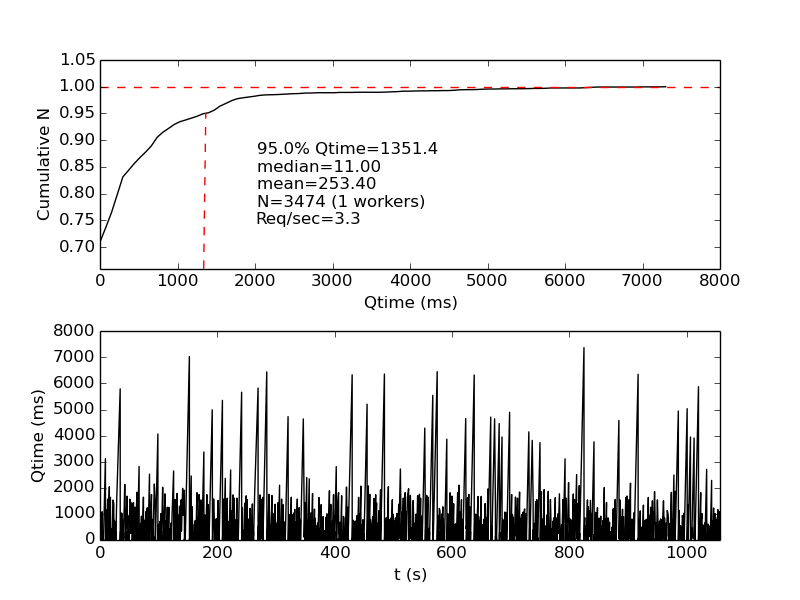 1.05
1.00
0.95
0.90
0.85
0.80
0.75
0.70
Cumulative N
95.0% Qtime=1351.4
median=11.00
mean=253.40
N=3474 (1 workers)
Req/sec=3.3
0 1000 2000 3000 4000 5000 6000 7000 8000
Qtime (ms)
8000
7000
6000
5000
4000
3000
2000
1000
0
Qtime (ms)
0 200 400 600 800 1000
t (s)